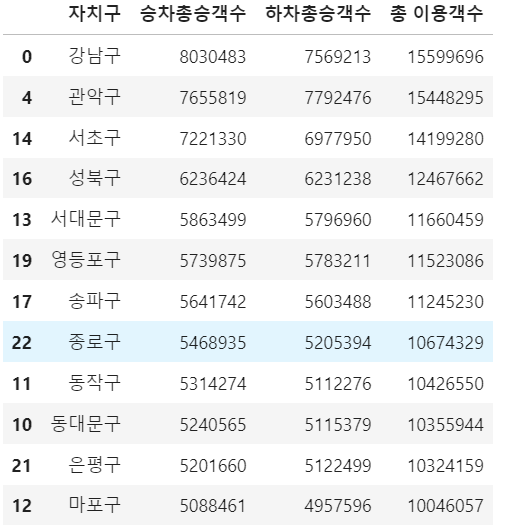 자치구 승차총승객수 하차총승객수 총 이용객수
0 강남구 8030483 7569213 15599696
4 관악구 7655819 7792476 15448295
14 서초구 7221330 6977950 14199280
16 성북구 6236424 6231238 12467662
13 서대문구 5863499 5796960 11660459
19 영등포구 5739875 5783211 11523086
17 송파구 5641742 5603488 11245230
22 종로구 5468935 5205394 10674329
11 동작구 5314274 5112276 10426550
10 동대문구 5240565 5115379 10355944
21 은평구 5201660 5122499 10324159
12 마포구 5088461 4957596 10046057